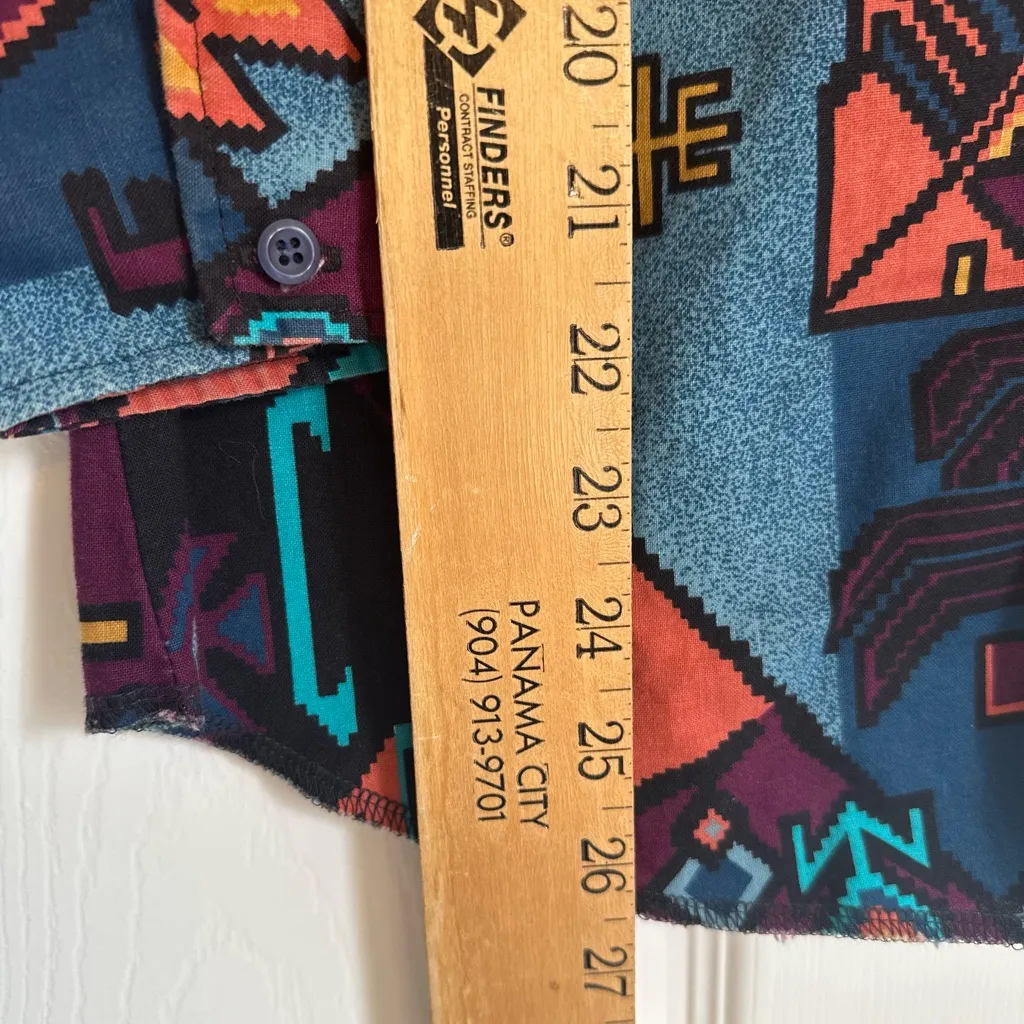 FINDERS®
CONTRACT STAFFING
Personnel
PANAMA CITY
(904) 913-9701
20
21
22
23
24
25
26
27